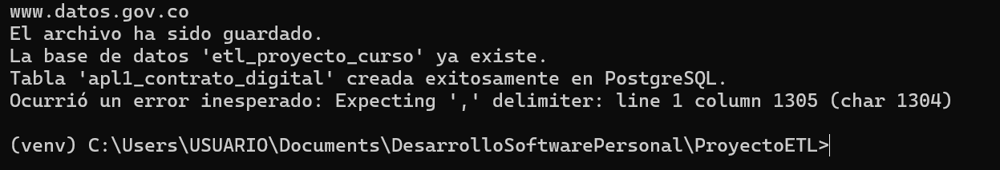 www.datos.gov.co
El archivo ha sido guardado.
La base de datos 'etl_proyecto_curso' ya existe.
Tabla 'apl1_contrato_digital' creada exitosamente en PostgreSQL.
Ocurrió un error inesperado: Expecting ',' delimiter: line 1 column 1305 (char 1304)
(venv) C:\Users\USUARIO\Documents\DesarrolloSoftwarePersonal\ProyectoETL>